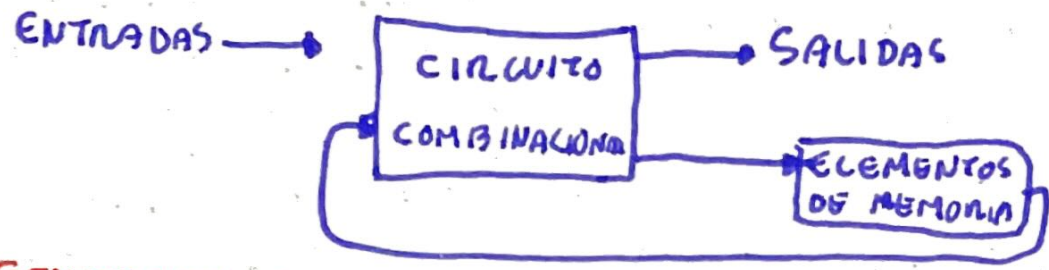 ENTRADAS
SALIDAS
CIRCUITO
COMBINACIONAL
ELEMENTOS
DE MEMORIA